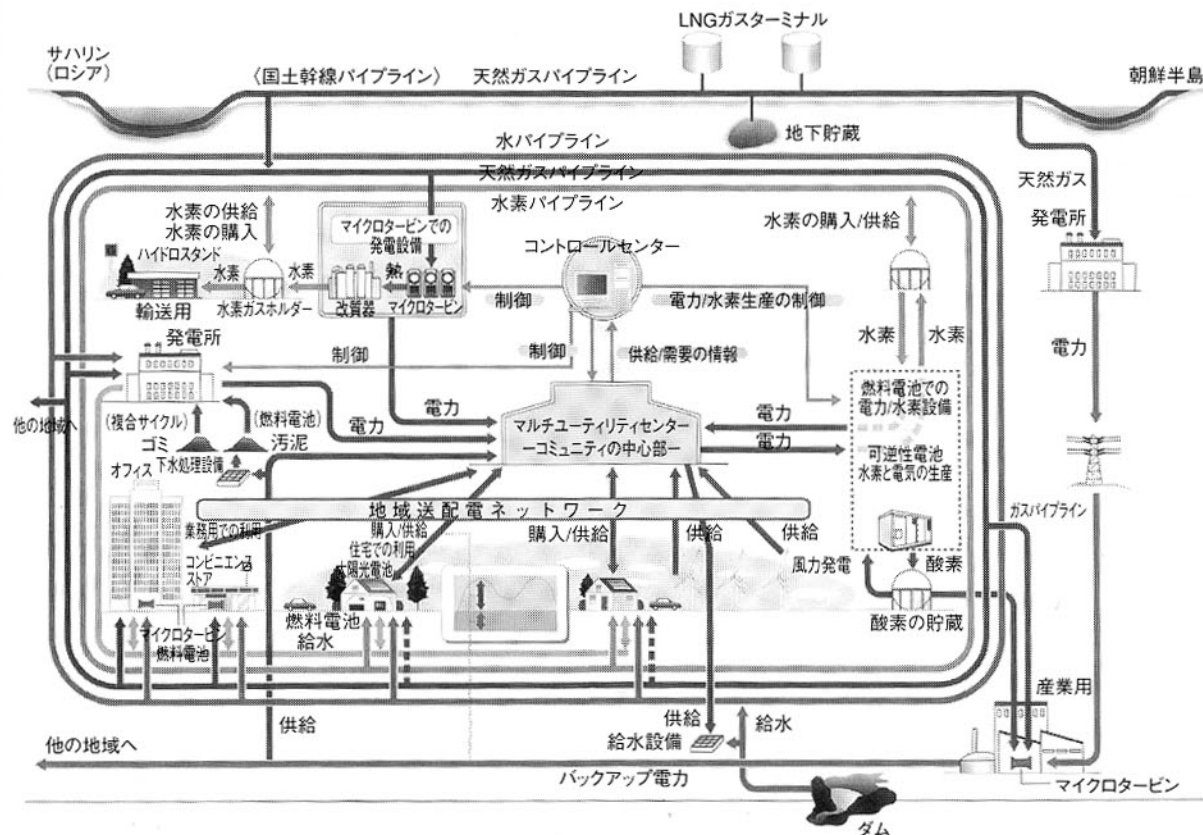 LNGガスターミナル
サハリン
(ロシア)
〈国土幹線パイプライン〉
天然ガスパイプライン
朝鮮半島
地下貯蔵
水パイプライン
天然ガスパイプライン
水素パイプライン
天然ガス
発電所
水素の供給
水素の購入
マイクロタービンでの
発電設備
コントロールセンター
水素の購入/供給
ハイドロスタンド
水素
水素
熱
輸送用
水素ガスホルダー
改質器
マイクロタービン
制御
電力/水素生産の制御
水素
水素
発電所
制御
制御
供給/需要の情報
電力
燃料電池での
電力/水素設備
他の地域へ
(複合サイクル)
(燃料電池)
電力
電力
マルチユーティリティセンター
ーコミュニティの中心部ー
電力
電力
可逆性電池
水素と電気の生産
ゴミ
汚泥
下水処理設備
オフィス
地域送配電ネットワーク
ガスパイプライン
業務用での利用
購入/供給
住宅での利用
太陽光電池
購入/供給
供給
供給
コンビニエンス
ストア
風力発電
酸素
マイクロタービン
燃料電池
燃料電池
給水
酸素の貯蔵
産業用
供給
供給
給水
給水設備
他の地域へ
バックアップ電力
マイクロタービン
ダム